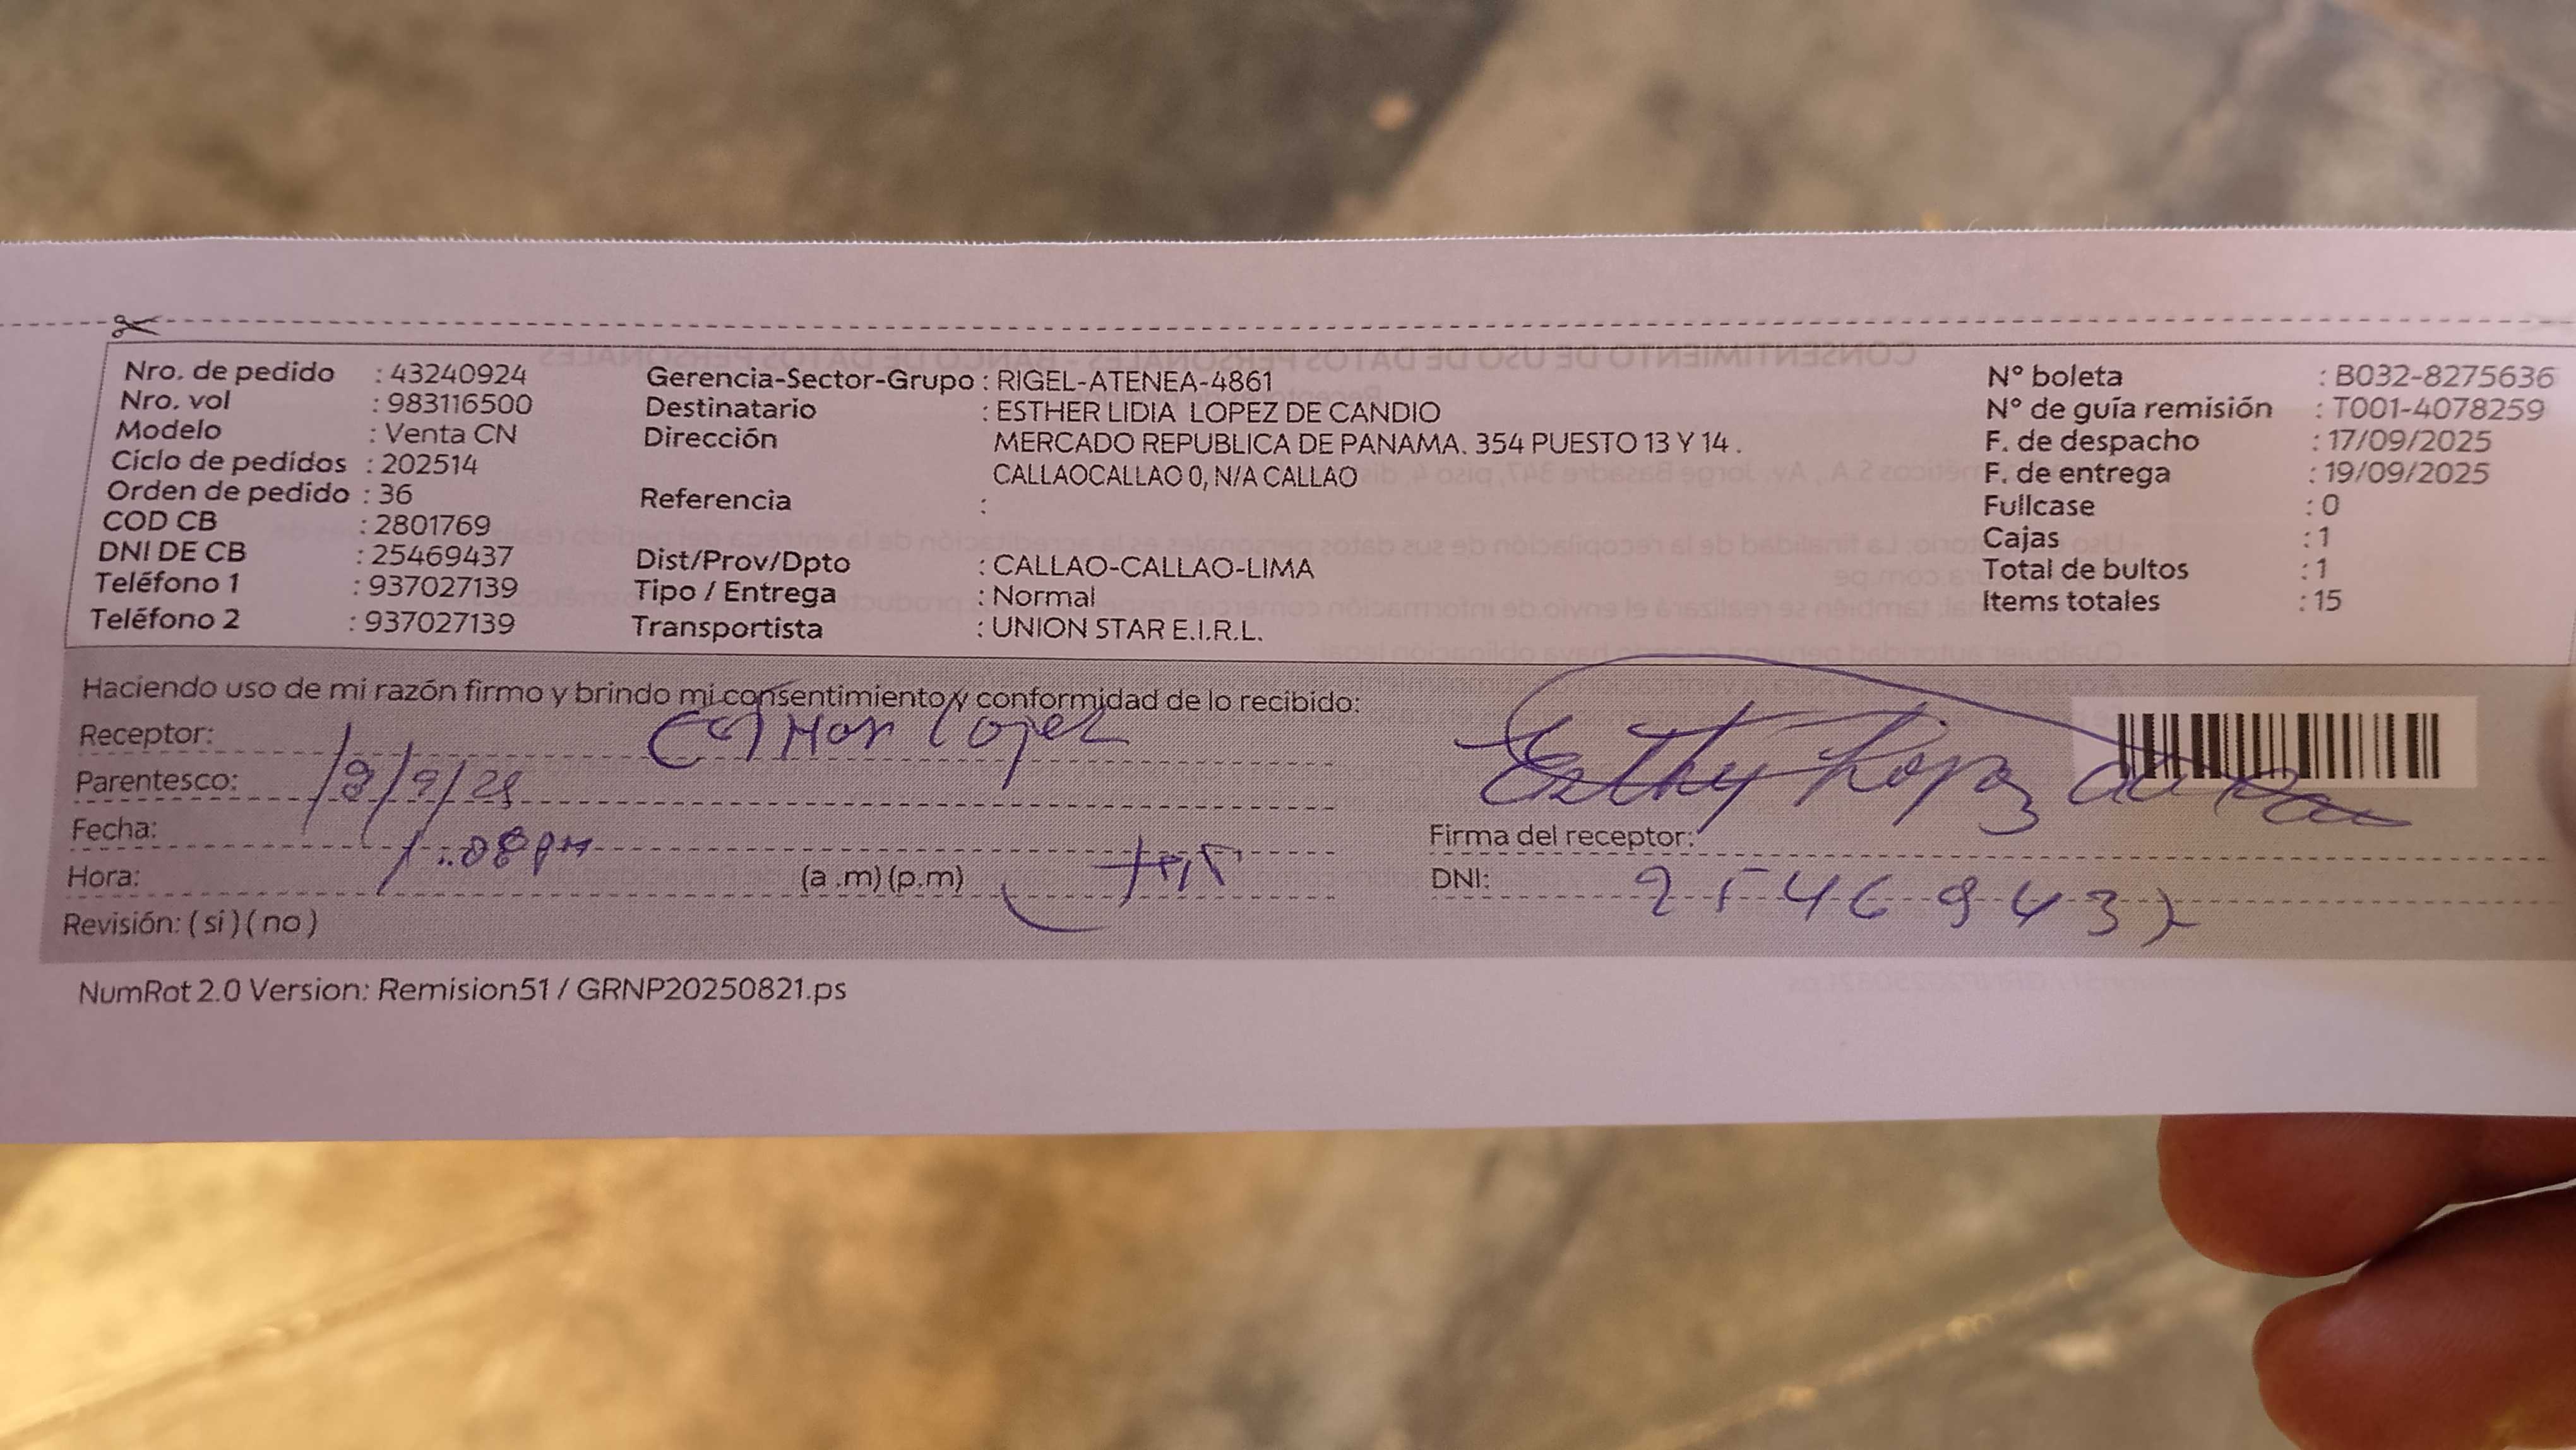 Nro. de pedido : 43240924
Nro. vol : 983116500
Modelo : Venta CN
Ciclo de pedidos : 202514
Orden de pedido : 36
COD CB : 2801769
DNI DE CB : 25469437
Teléfono 1 : 937027139
Teléfono 2 : 937027139
Gerencia-Sector-Grupo : RIGEL-ATENEA-4861
Destinatario : ESTHER LIDIA LOPEZ DE CANDIO
Dirección MERCADO REPUBLICA DE PANAMA. 354 PUESTO 13 Y 14 .
CALLAOCALLAO 0, N/A CALLAO
Referencia :
Dist/Prov/Dpto : CALLAO-CALLAO-LIMA
Tipo / Entrega : Normal
Transportista : UNION STAR E.I.R.L.
N° boleta : B032-8275636
N° de guía remisión : T001-4078259
F. de despacho : 17/09/2025
F. de entrega : 19/09/2025
Fullcase : 0
Cajas : 1
Total de bultos : 1
Items totales : 15
Haciendo uso de mi razón firmo y brindo mi consentimiento y conformidad de lo recibido:
Receptor: Lopez
Parentesco:
Fecha:
Hora: 1:08 pm (a .m) (p.m)
Revisión: ( si ) ( no )
Firma del receptor:
DNI: 25469437
NumRot 2.0 Version: Remision51 / GRNP20250821.ps